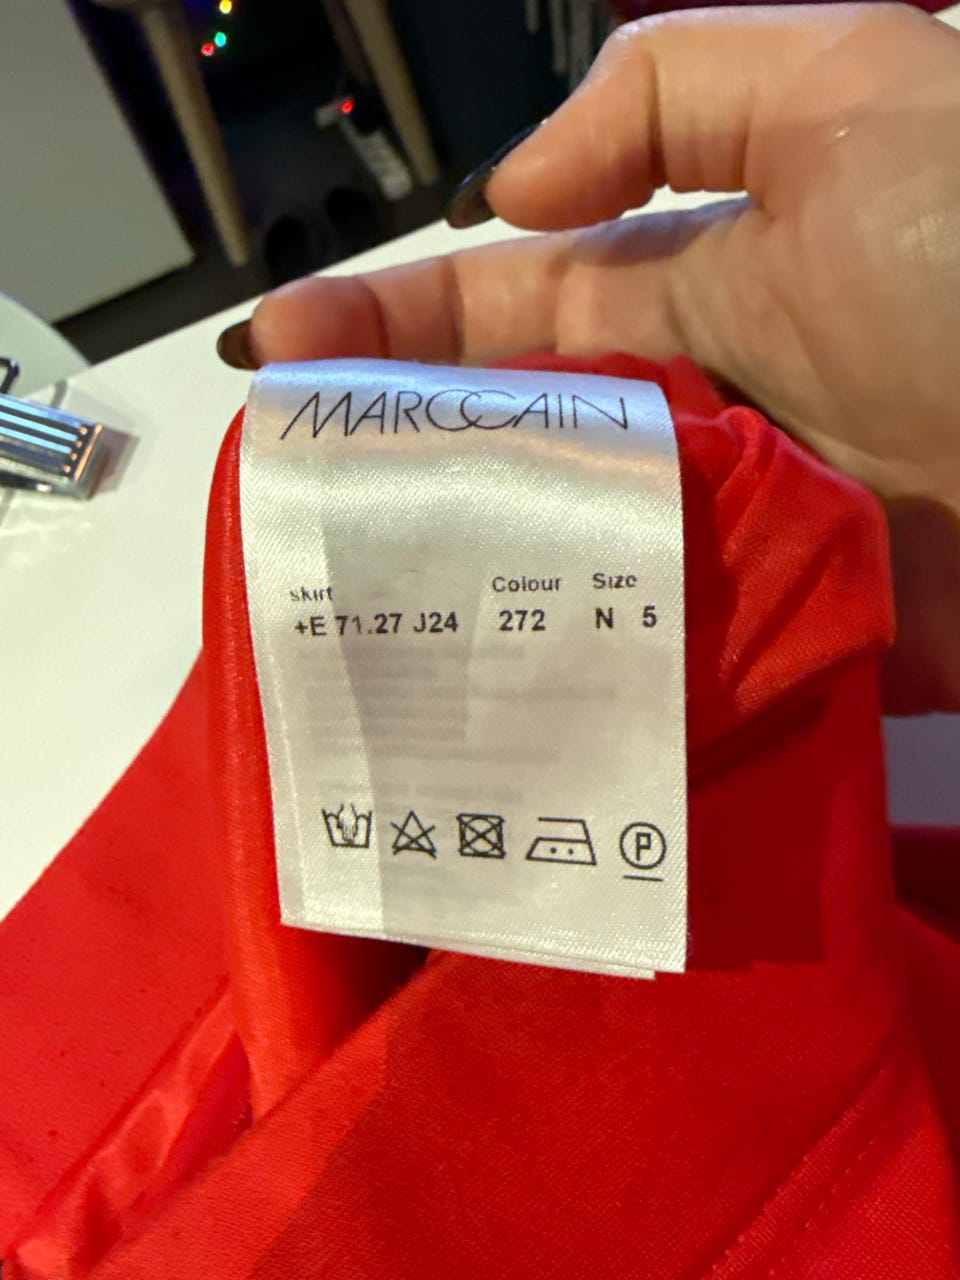 MARCCAIN
skirt Colour Size
+E 71.27 J24 272 N 5
P